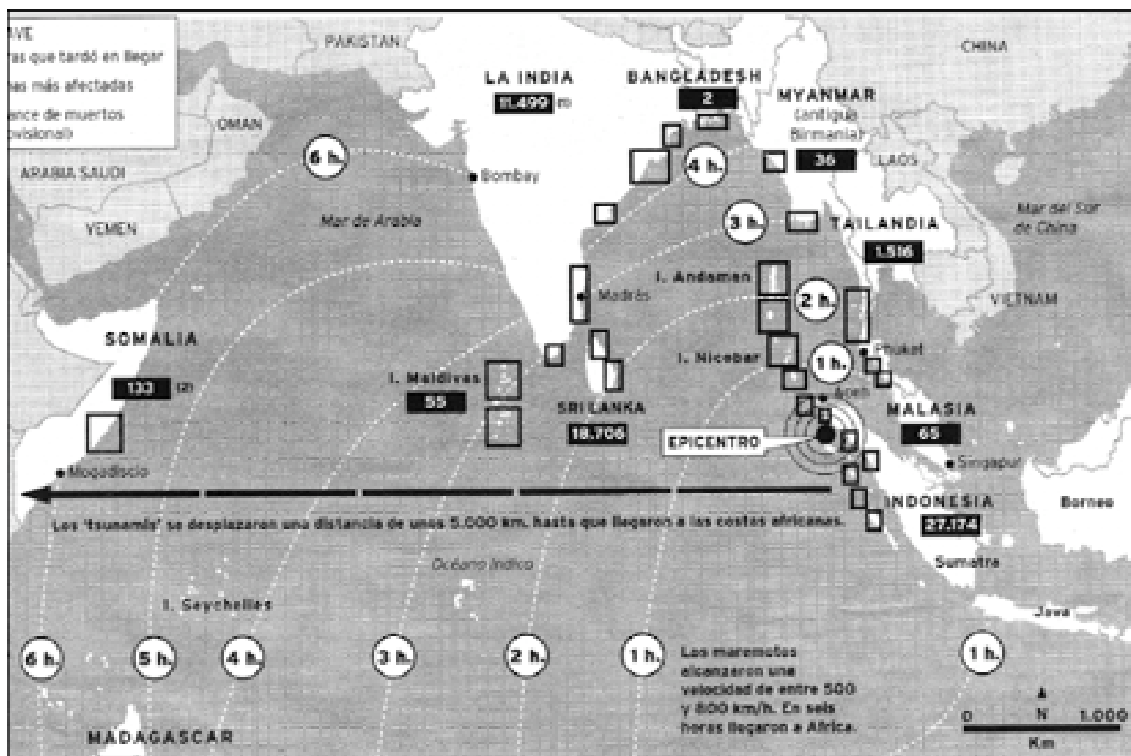 AVE
ras que tardó en llegar
nas más afectadas
ance de muertos
ovisional)
PAKISTAN
CHINA
LA INDIA
11.499 (1)
BANGLADESH
2
MYANMAR
(antigua
Birmania)
36
OMAN
ARABIA SAUDI
YEMEN
6 h.
Bombay
4 h.
LAOS
Mar de Arabia
3 h.
TAILANDIA
1.516
Mar del Sur
de China
I. Andaman
Madrás
2 h.
VIETNAM
SOMALIA
133 (2)
I. Nicobar
1 h.
Phuket
I. Maldivas
55
SRI LANKA
18.706
Aceh
MALASIA
65
EPICENTRO
Mogadiscio
Singapur
INDONESIA
27.174
Borneo
Los 'tsunamis' se desplazaron una distancia de unos 5.000 km. hasta que llegaron a las costas africanas.
Océano Indico
Sumatra
I. Seychelles
Java
6 h.
5 h.
4 h.
3 h.
2 h.
1 h.
Los maremotos
alcanzaron una
velocidad de entre 500
y 800 km/h. En seis
horas llegaron a Africa.
1 h.
MADAGASCAR
0 N 1.000
Km